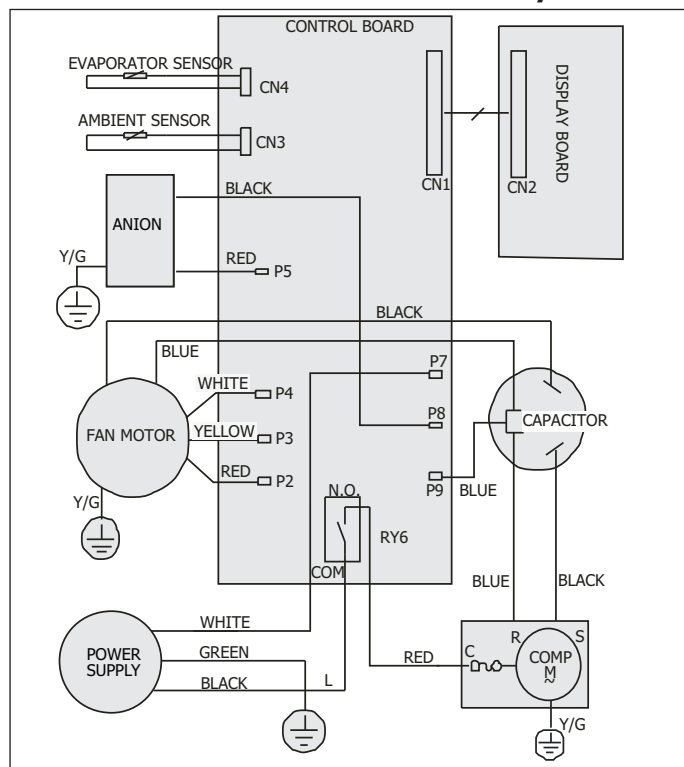 CONTROL BOARD
EVAPORATOR SENSOR
CN4
AMBIENT SENSOR
CN3
CN1
CN2
DISPLAY BOARD
BLACK
ANION
Y/G
RED
P5
BLACK
BLUE
P7
WHITE
P4
P8
CAPACITOR
FAN MOTOR
YELLOW
P3
RED
P2
P9
BLUE
Y/G
N.O.
RY6
COM
BLUE
BLACK
WHITE
R
S
POWER
SUPPLY
GREEN
RED
C
COMP
M
~
BLACK
L
Y/G